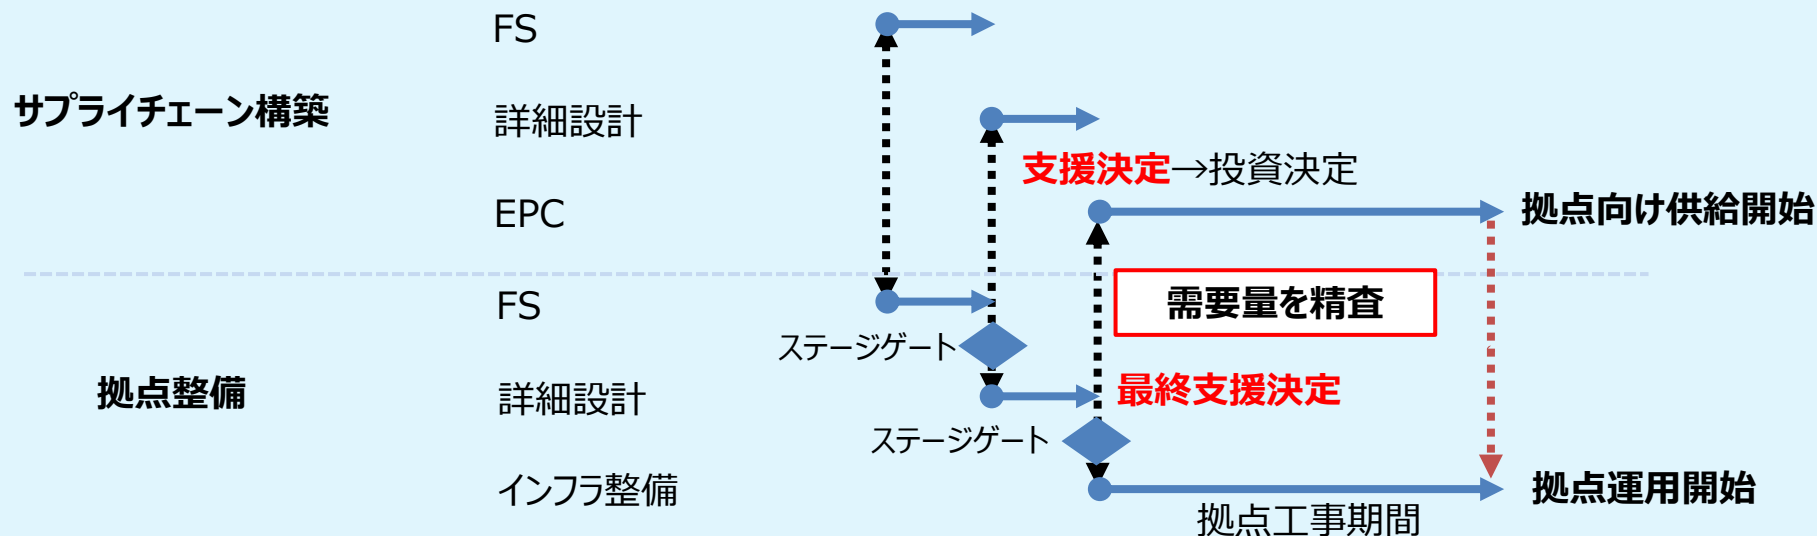 FS
サプライチェーン構築
詳細設計
支援決定→投資決定
EPC
拠点向け供給開始
需要量を精査
FS
ステージゲート
拠点整備
詳細設計
最終支援決定
ステージゲート
インフラ整備
拠点運用開始
拠点工事期間